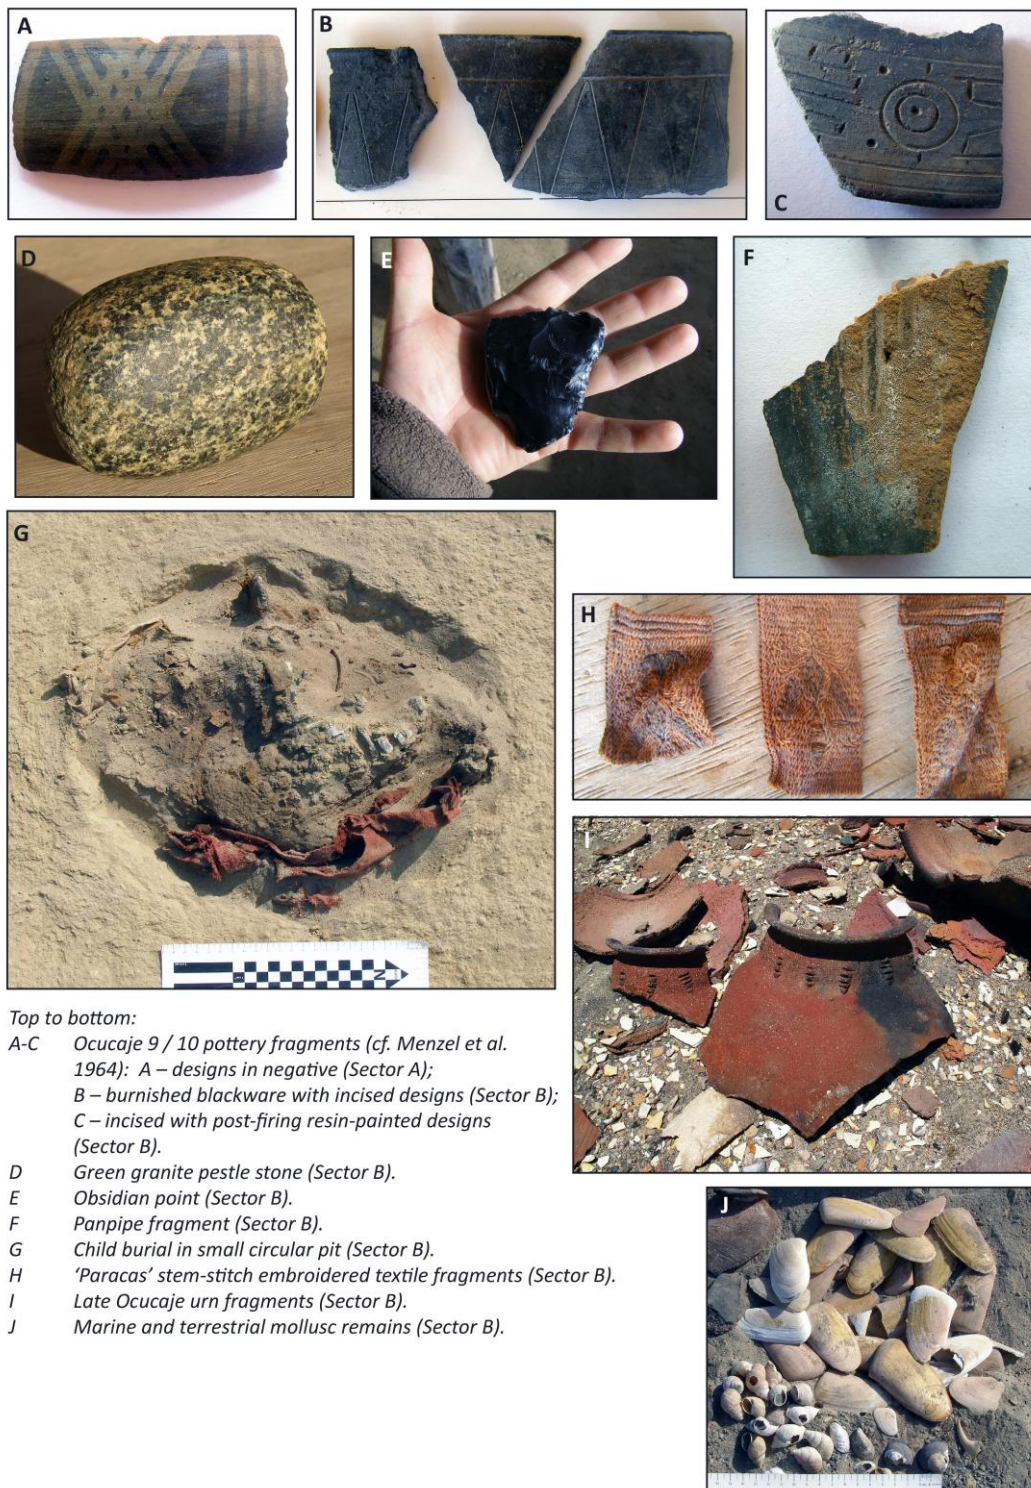 A
B
C
D
E
F
G
H
N
I
J
Top to bottom:
A-C Ocucaje 9 / 10 pottery fragments (cf. Menzel et al.
1964): A – designs in negative (Sector A);
B – burnished blackware with incised designs (Sector B);
C – incised with post-firing resin-painted designs
(Sector B).
D Green granite pestle stone (Sector B).
E Obsidian point (Sector B).
F Panpipe fragment (Sector B).
G Child burial in small circular pit (Sector B).
H ‘Paracas’ stem-stitch embroidered textile fragments (Sector B).
I Late Ocucaje urn fragments (Sector B).
J Marine and terrestrial mollusc remains (Sector B).